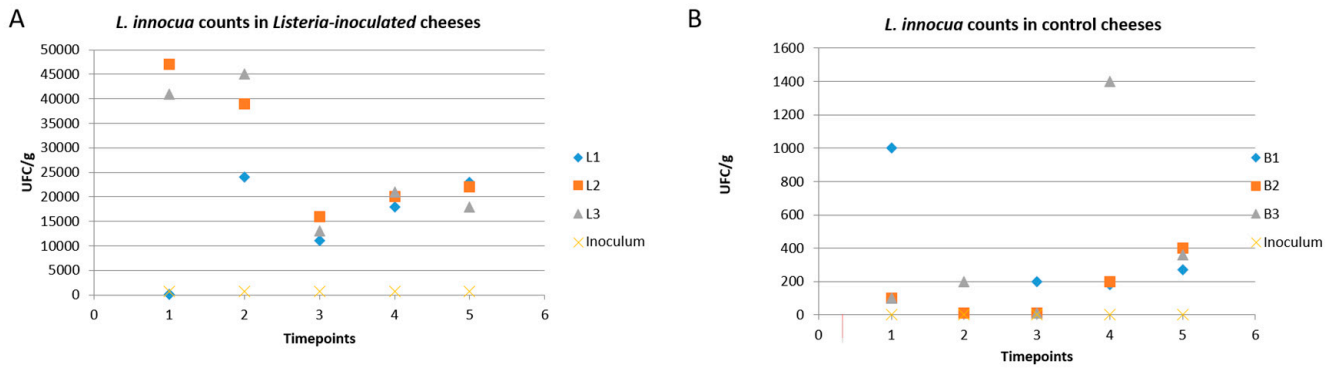 A
L. innocua counts in Listeria-inoculated cheeses
50000
45000
40000
35000
30000
25000
20000
15000
10000
5000
0
UFC/g
0 1 2 3 4 5 6
Timepoints
L1
L2
L3
Inoculum
B
L. innocua counts in control cheeses
1600
1400
1200
1000
800
600
400
200
0
UFC/g
0 1 2 3 4 5 6
Timepoints
B1
B2
B3
Inoculum